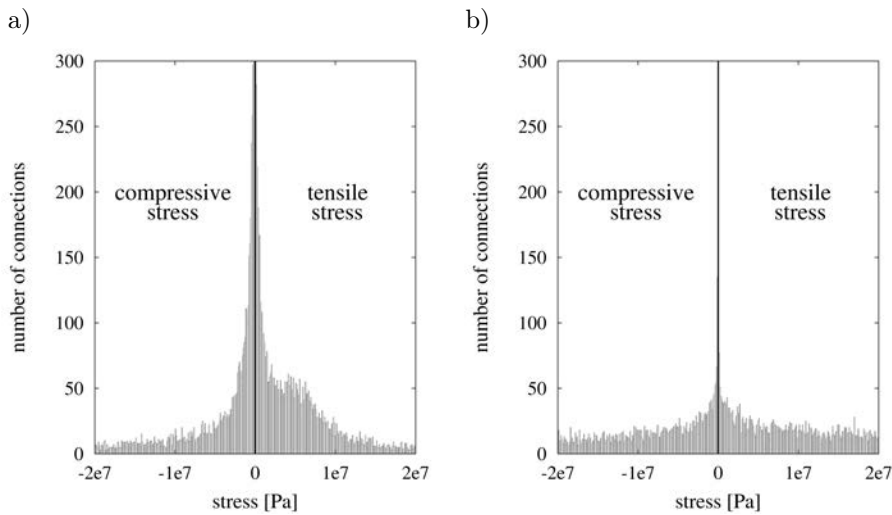 a)
300
250
200
150
100
50
0
number of connections
compressive
stress
tensile
stress
-2e7 -1e7 0 1e7 2e7
stress [Pa]
b)
300
250
200
150
100
50
0
number of connections
compressive
stress
tensile
stress
-2e7 -1e7 0 1e7 2e7
stress [Pa]